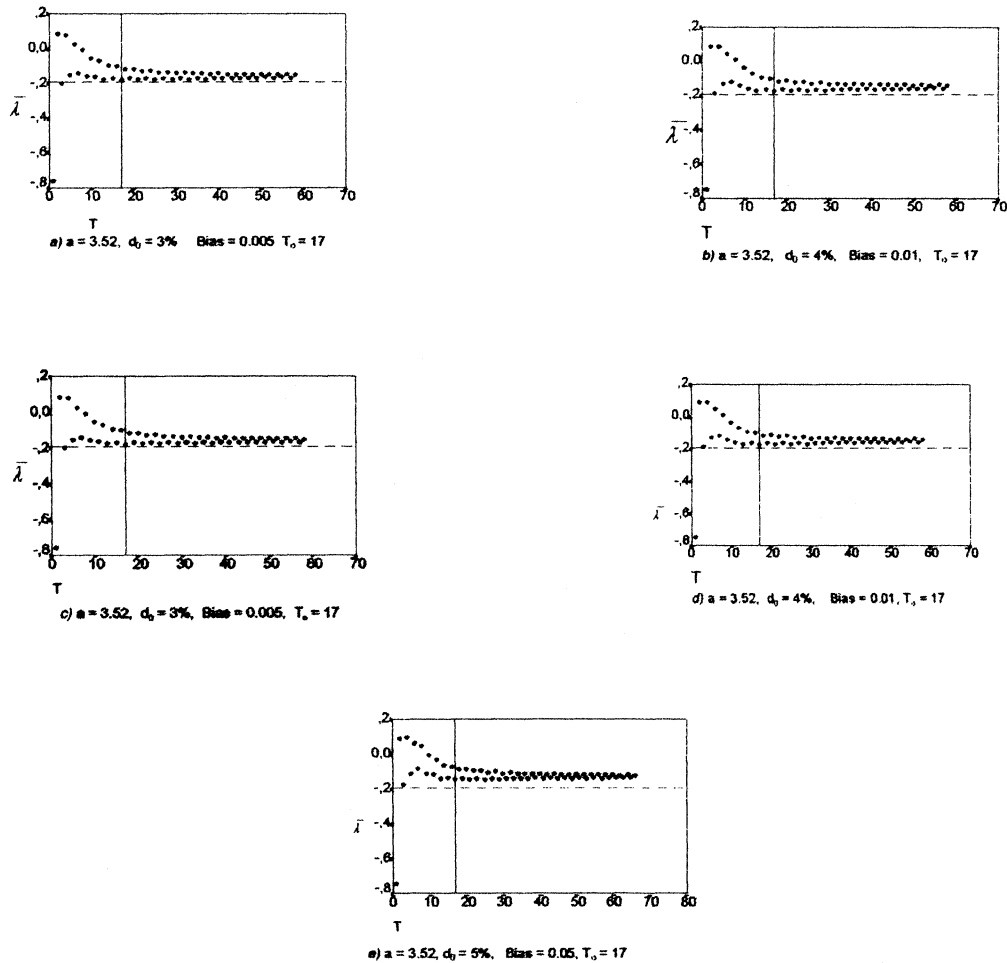 ,2
0,0
-,2
-,4
-,6
-,8
λ̅
0 10 20 30 40 50 60 70
T
a) a = 3.52, d₀ = 3% Bias = 0.005 T₀ = 17
,2
0,0
-,2
-,4
-,6
-,8
λ̅
0 10 20 30 40 50 60 70
T
b) a = 3.52, d₀ = 4%, Bias = 0.01, T₀ = 17
,2
0,0
-,2
-,4
-,6
-,8
λ̅
0 10 20 30 40 50 60 70
T
c) a = 3.52, d₀ = 3%, Bias = 0.005, T₀ = 17
,2
0,0
-,2
-,4
-,6
-,8
λ̅
0 10 20 30 40 50 60 70
T
d) a = 3.52, d₀ = 4%, Bias = 0.01, T₀ = 17
,2
0,0
-,2
-,4
-,6
-,8
λ̅
0 10 20 30 40 50 60 70 80
T
e) a = 3.52, d₀ = 5%, Bias = 0.05, T₀ = 17